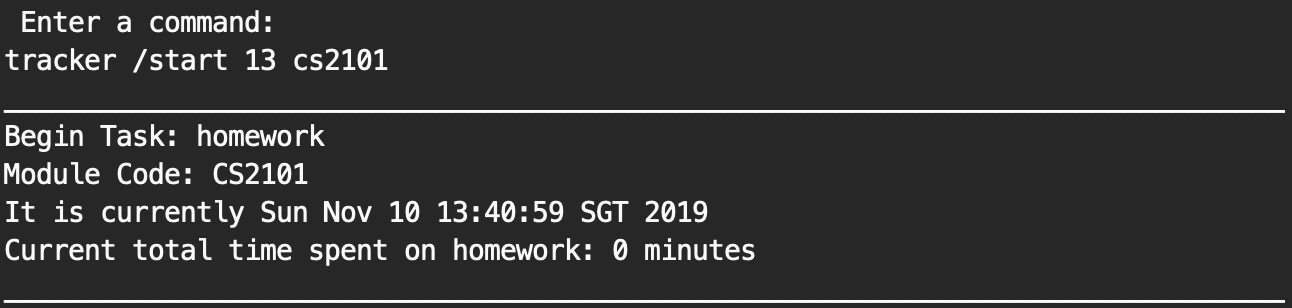 Enter a command:
tracker /start 13 cs2101
Begin Task: homework
Module Code: CS2101
It is currently Sun Nov 10 13:40:59 SGT 2019
Current total time spent on homework: 0 minutes